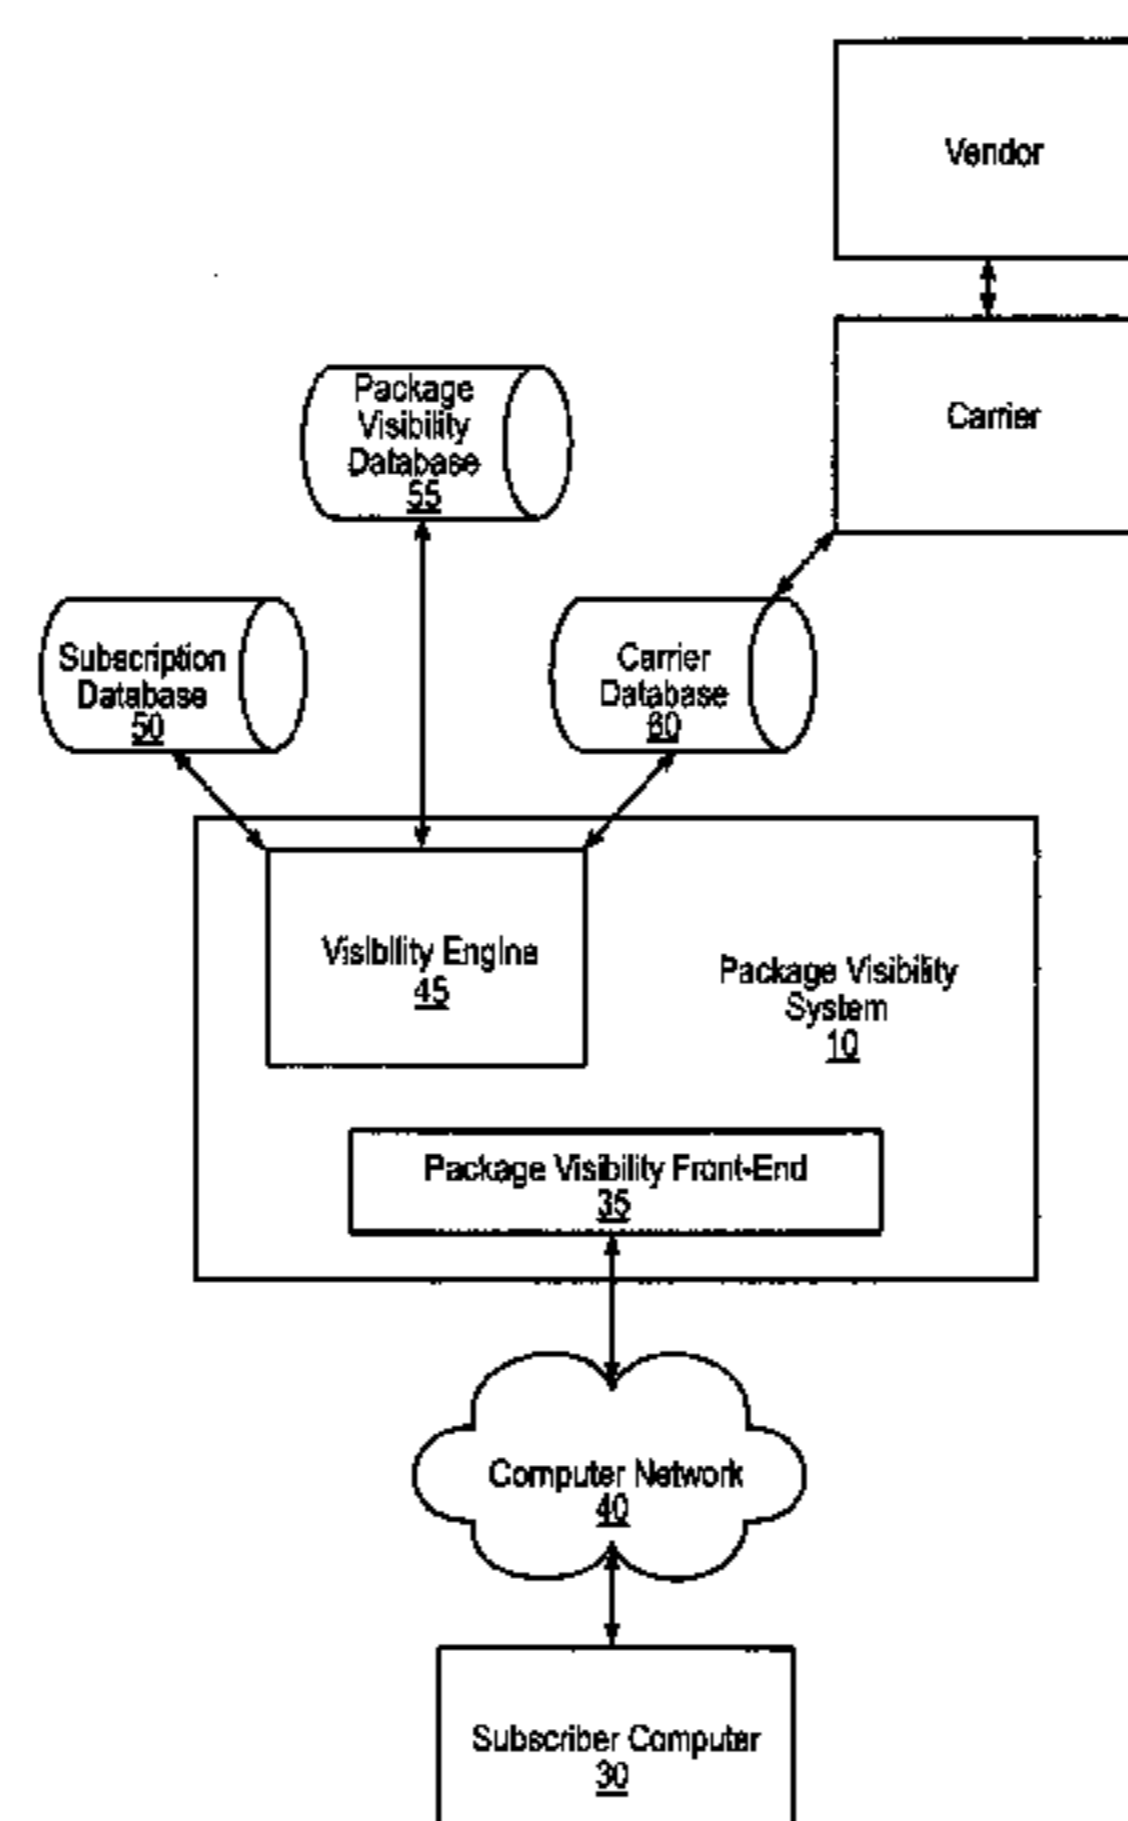 Vendor
Carrier
Package
Visibility
Database
55
Subscription
Database
50
Carrier
Database
60
Visibility Engine
45
Package Visibility
System
10
Package Visibility Front-End
35
Computer Network
40
Subscriber Computer
30